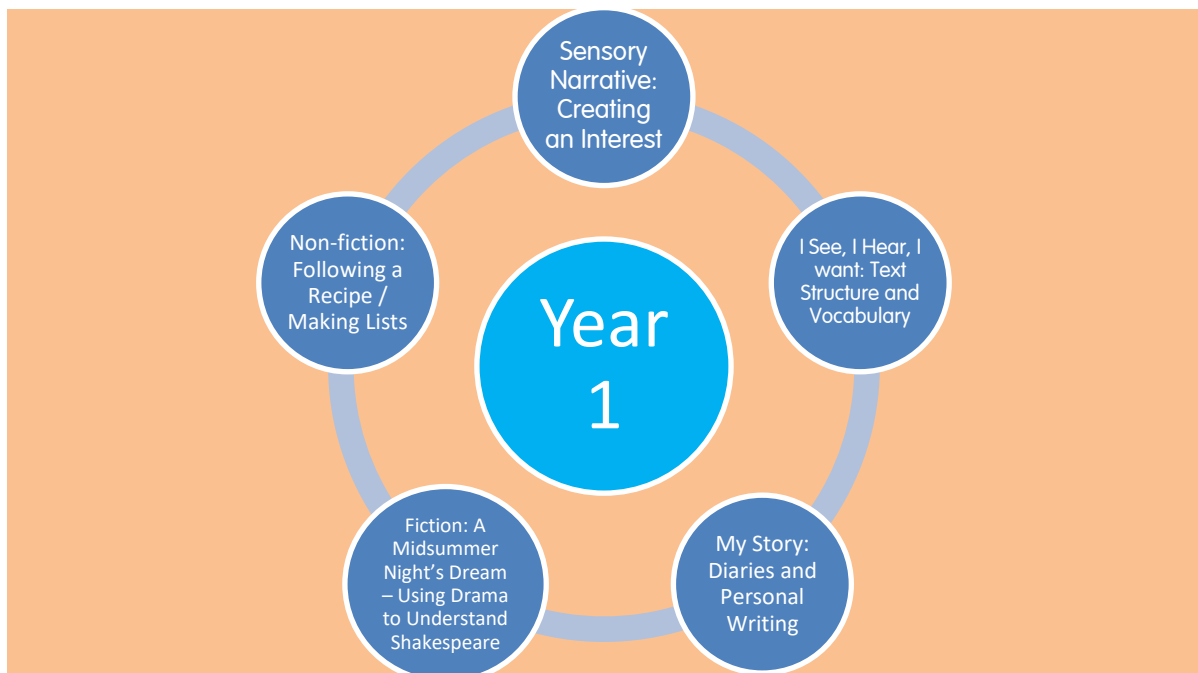 Sensory
Narrative:
Creating
an Interest
I See, I Hear, I
want: Text
Structure and
Vocabulary
My Story:
Diaries and
Personal
Writing
Fiction: A
Midsummer
Night’s Dream
– Using Drama
to Understand
Shakespeare
Non-fiction:
Following a
Recipe /
Making Lists
Year
1